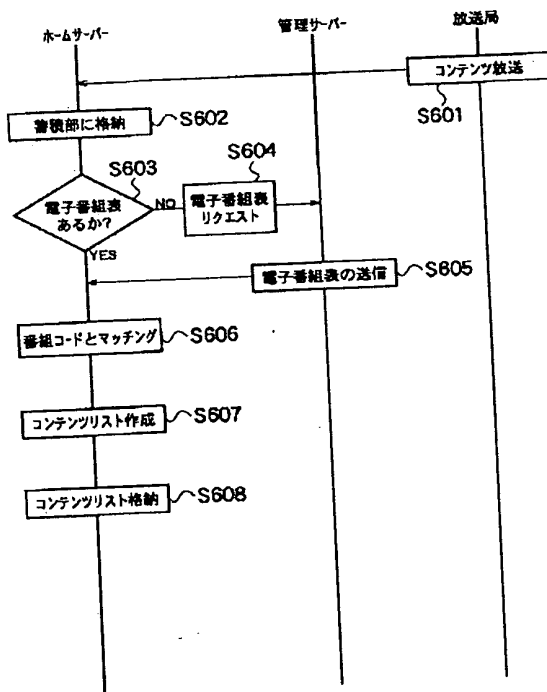 ホームサーバー
管理サーバー
放送局
コンテンツ放送
S601
蓄積部に格納
S602
S603
S604
電子番組表
あるか?
NO
電子番組表
リクエスト
YES
電子番組表の送信
S605
番組コードとマッチング
S606
コンテンツリスト作成
S607
コンテンツリスト格納
S608